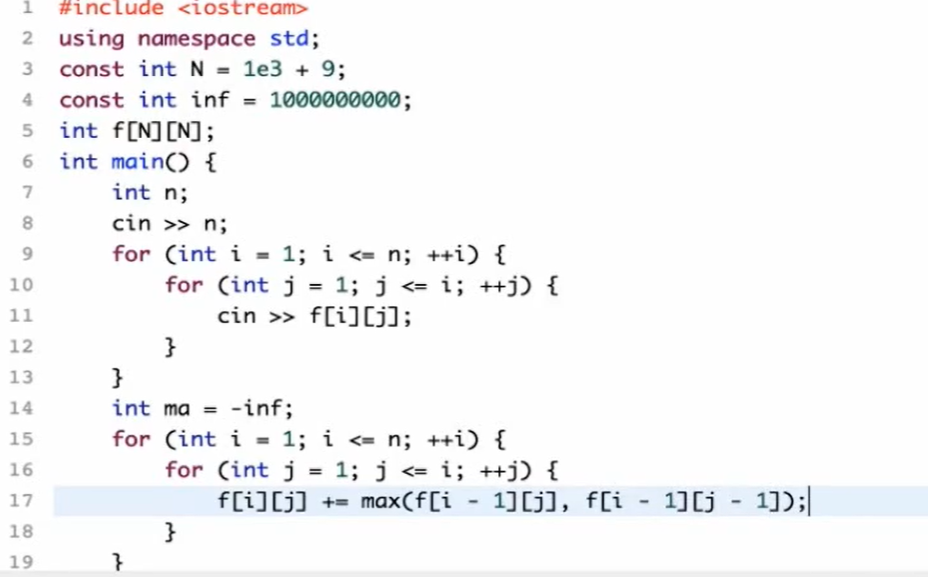 1 #include <iostream>
2 using namespace std;
3 const int N = 1e3 + 9;
4 const int inf = 1000000000;
5 int f[N][N];
6 int main() {
7 int n;
8 cin >> n;
9 for (int i = 1; i <= n; ++i) {
10 for (int j = 1; j <= i; ++j) {
11 cin >> f[i][j];
12 }
13 }
14 int ma = -inf;
15 for (int i = 1; i <= n; ++i) {
16 for (int j = 1; j <= i; ++j) {
17 f[i][j] += max(f[i - 1][j], f[i - 1][j - 1]);
18 }
19 }